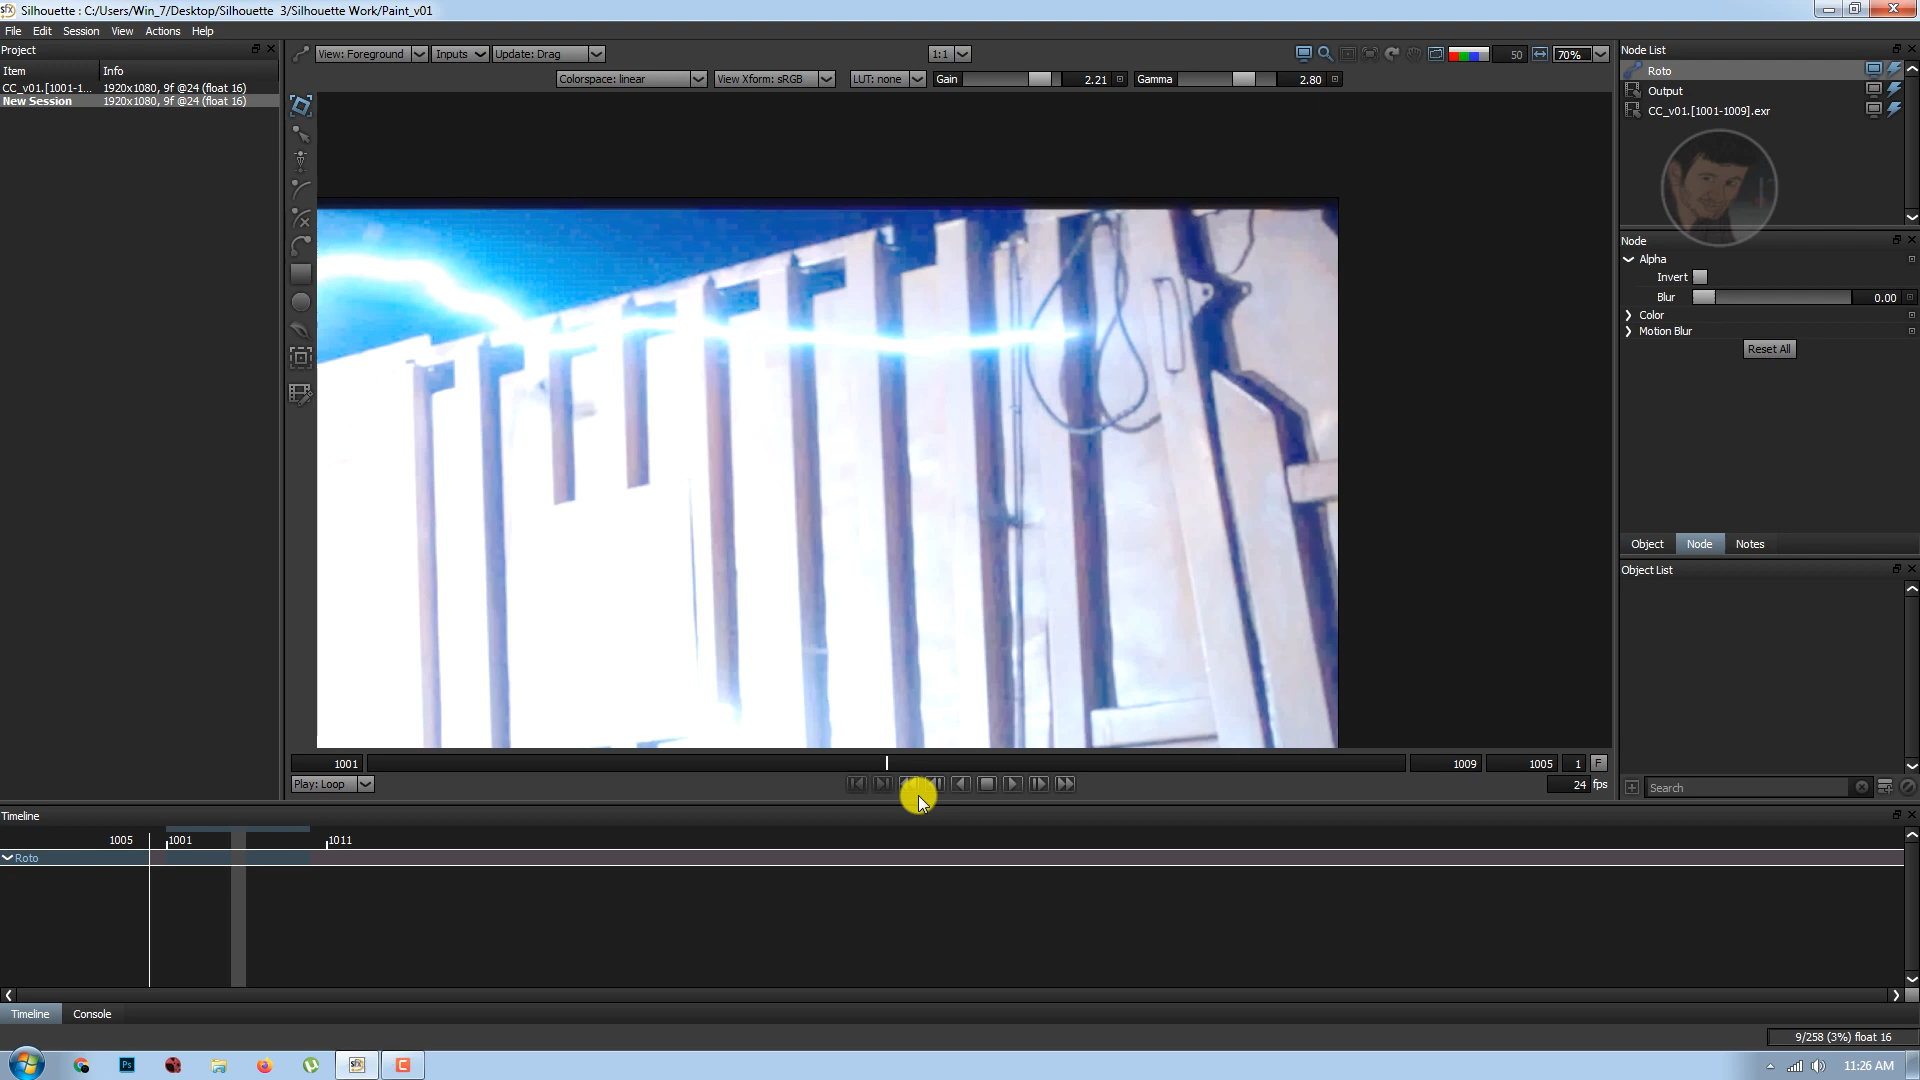 sfx Silhouette : C:/Users/Win_7/Desktop/Silhouette 3/Silhouette Work/Paint_v01
File Edit Session View Actions Help
Project
Item Info
CC_v01.[1001-1... 1920x1080, 9f @24 (float 16)
New Session 1920x1080, 9f @24 (float 16)
View: Foreground Inputs Update: Drag 1:1 50 70%
Colorspace: linear View Xform: sRGB LUT: none Gain 2.21 Gamma 2.80
Node List
Roto
Output
CC_v01.[1001-1009].exr
Node
Alpha
Invert
Blur 0.00
Color
Motion Blur
Reset All
Object Node Notes
Object List
Search
1001 1009 1005 1 F
Play: Loop 24 fps
Timeline
1005 1001 1011
Roto
Timeline Console
9/258 (3%) float 16
Ps sfx C 11:26 AM